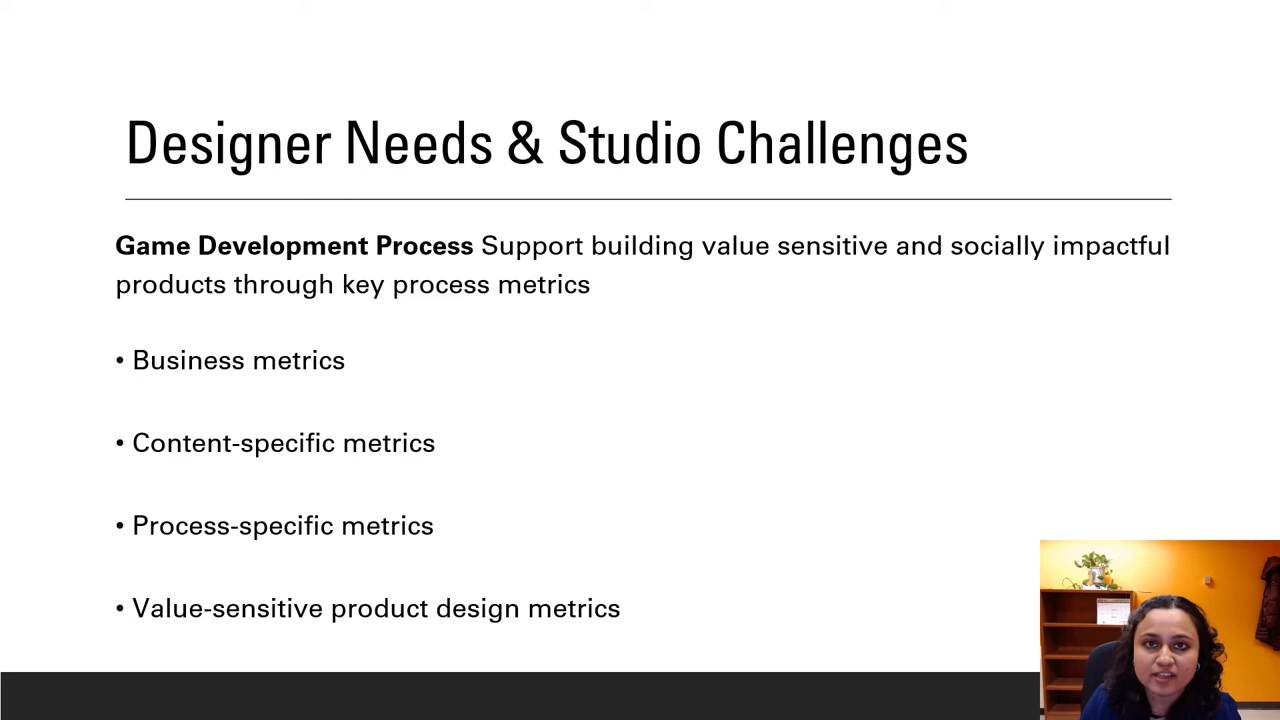 Designer Needs & Studio Challenges
Game Development Process Support building value sensitive and socially impactful
products through key process metrics
• Business metrics
• Content-specific metrics
• Process-specific metrics
• Value-sensitive product design metrics